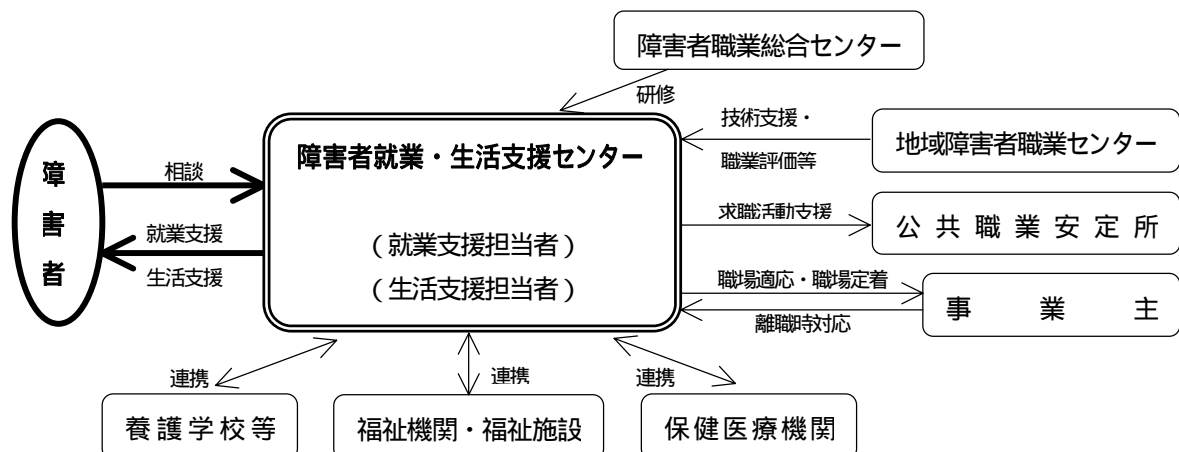 障害者職業総合センター
研修
技術支援・
職業評価等
地域障害者職業センター
障害者就業・生活支援センター
障害者
相談
就業支援
生活支援
（就業支援担当者）
（生活支援担当者）
求職活動支援
公共職業安定所
職場適応・職場定着
離職時対応
事業主
連携
連携
連携
養護学校等
福祉機関・福祉施設
保健医療機関